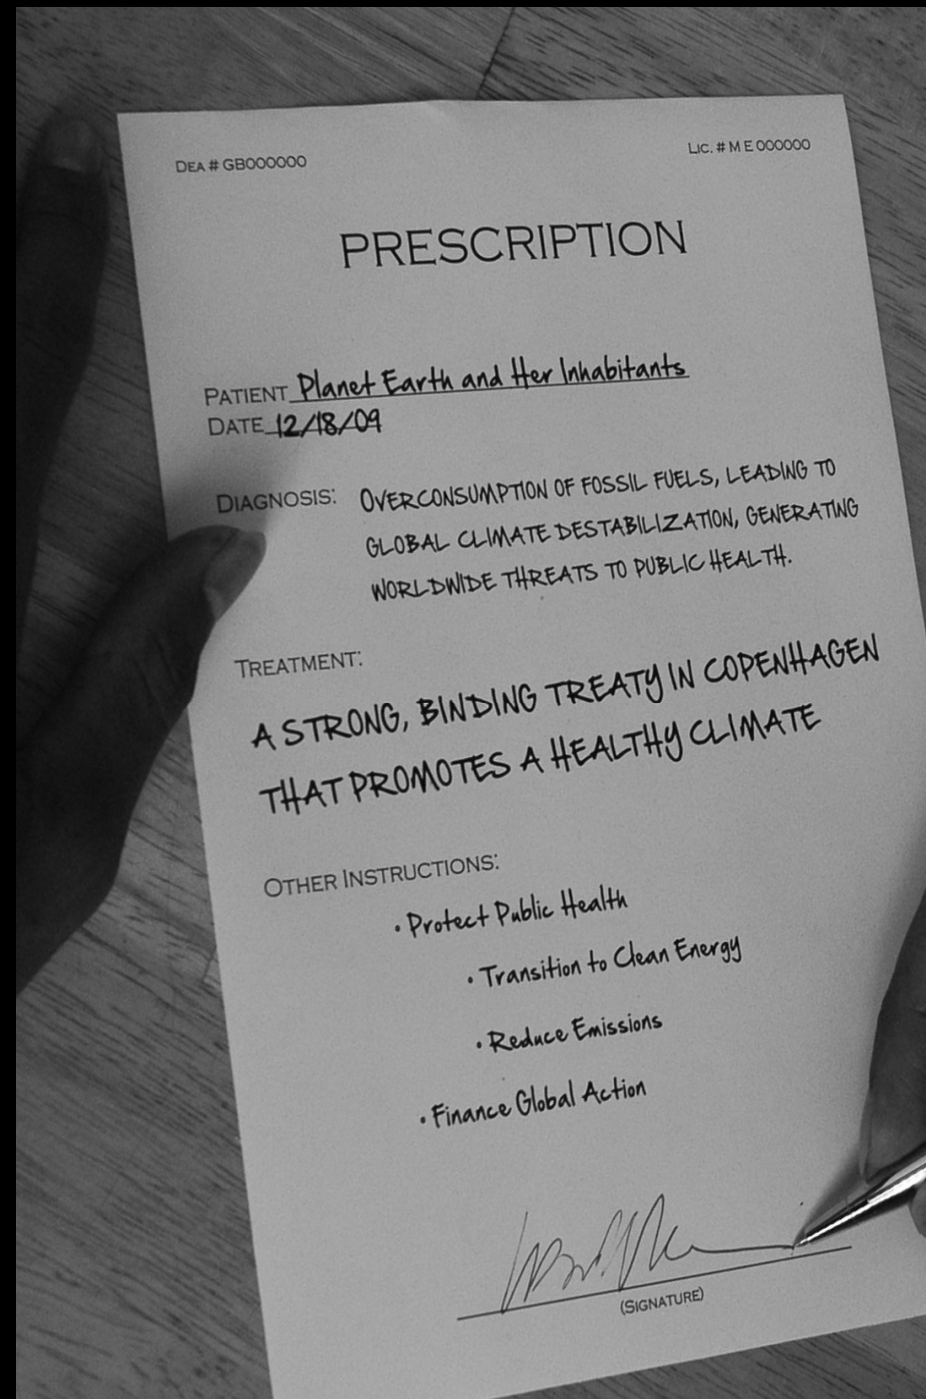 DEA # GB000000
LIC. # M E 000000
PRESCRIPTION
PATIENT Planet Earth and Her Inhabitants
DATE 12/18/09
DIAGNOSIS: OVERCONSUMPTION OF FOSSIL FUELS, LEADING TO
GLOBAL CLIMATE DESTABILIZATION, GENERATING
WORLDWIDE THREATS TO PUBLIC HEALTH.
TREATMENT:
A STRONG, BINDING TREATY IN COPENHAGEN
THAT PROMOTES A HEALTHY CLIMATE
OTHER INSTRUCTIONS:
• Protect Public Health
• Transition to Clean Energy
• Reduce Emissions
• Finance Global Action
(SIGNATURE)